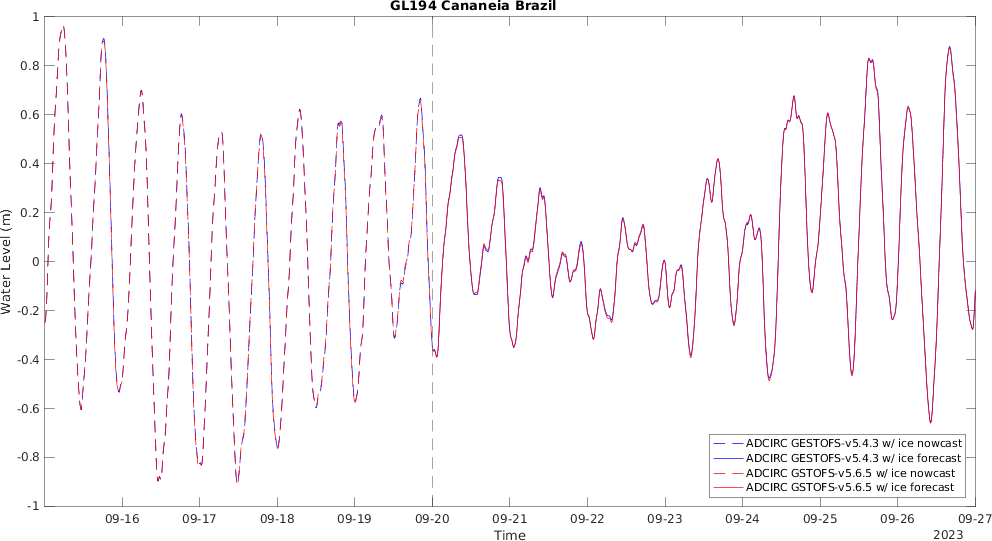 GL194 Cananeia Brazil
1
0.8
0.6
0.4
0.2
0
-0.2
-0.4
-0.6
-0.8
-1
Water Level (m)
ADCIRC GESTOFS-v5.4.3 w/ ice nowcast
ADCIRC GESTOFS-v5.4.3 w/ ice forecast
ADCIRC GSTOFS-v5.6.5 w/ ice nowcast
ADCIRC GSTOFS-v5.6.5 w/ ice forecast
09-16 09-17 09-18 09-19 09-20 09-21 09-22 09-23 09-24 09-25 09-26 09-27
Time
2023